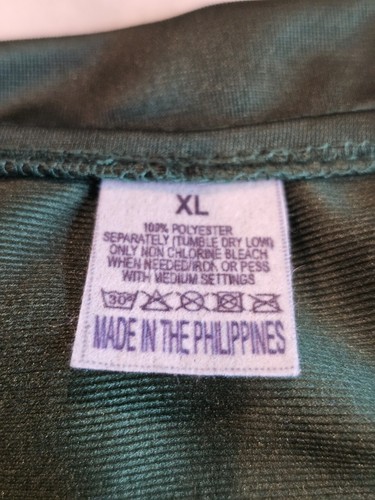 XL
100% POLYESTER
SEPARATELY (TUMBLE DRY LOW)
ONLY NON CHLORINE BLEACH
WHEN NEEDED/IRON OR PESS
WITH MEDIUM SETTINGS
30°
MADE IN THE PHILIPPINES